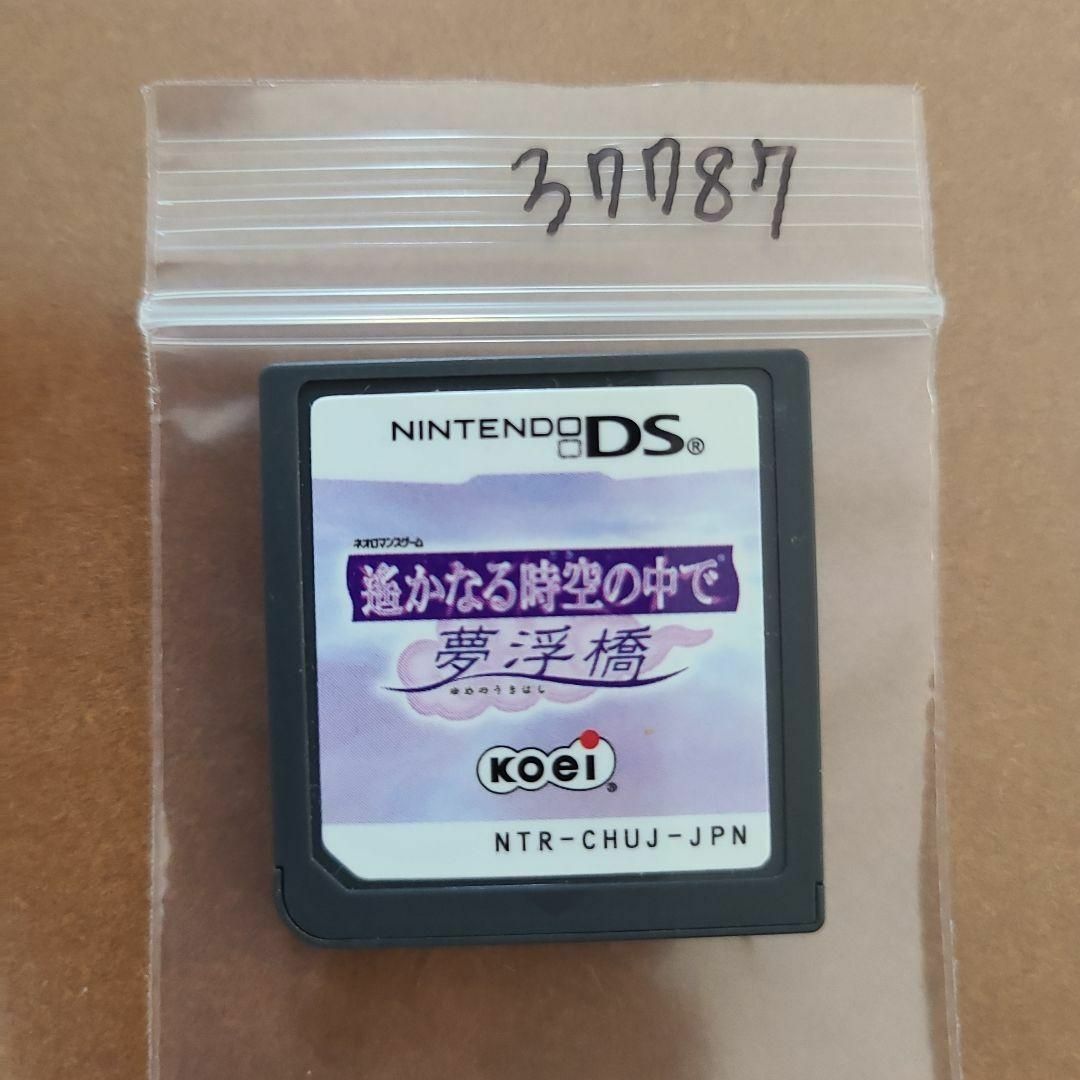 37787
NINTENDO DS®
ネオロマンスゲーム
遙かなる時空の中で
夢浮橋
ゆめのうきはし
KOEI®
NTR-CHUJ-JPN